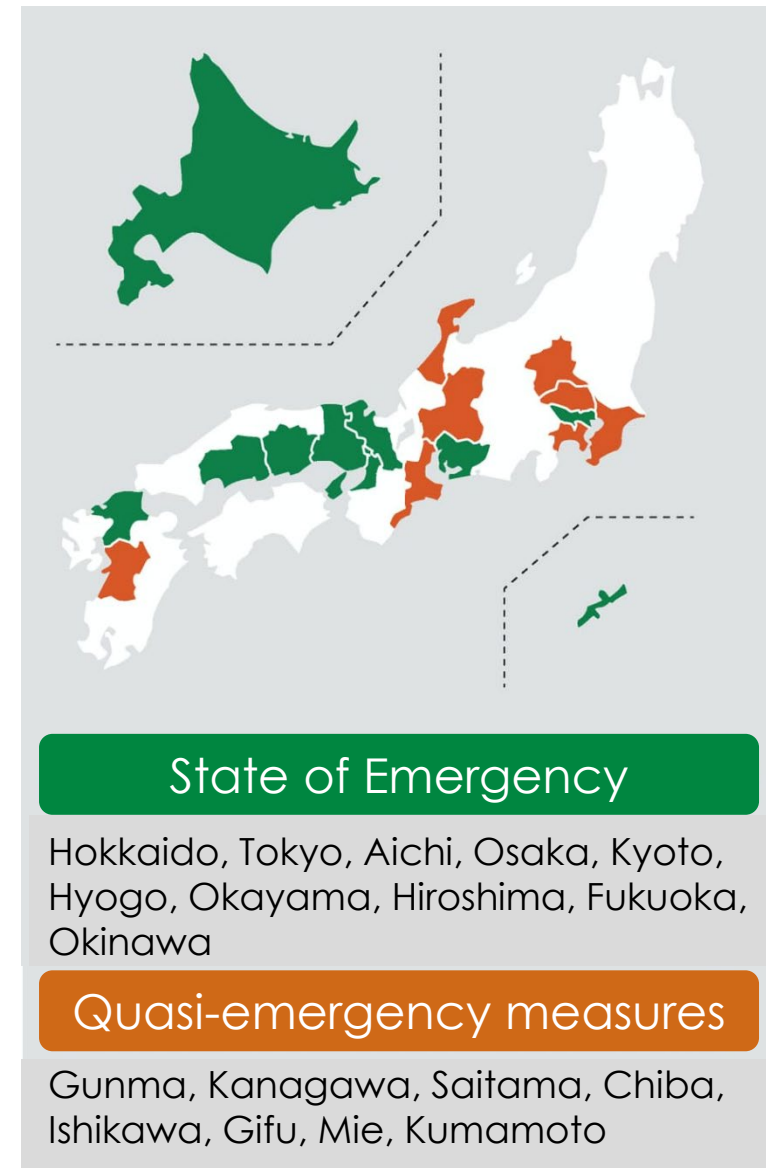 State of Emergency
Hokkaido, Tokyo, Aichi, Osaka, Kyoto,
Hyogo, Okayama, Hiroshima, Fukuoka,
Okinawa
Quasi-emergency measures
Gunma, Kanagawa, Saitama, Chiba,
Ishikawa, Gifu, Mie, Kumamoto